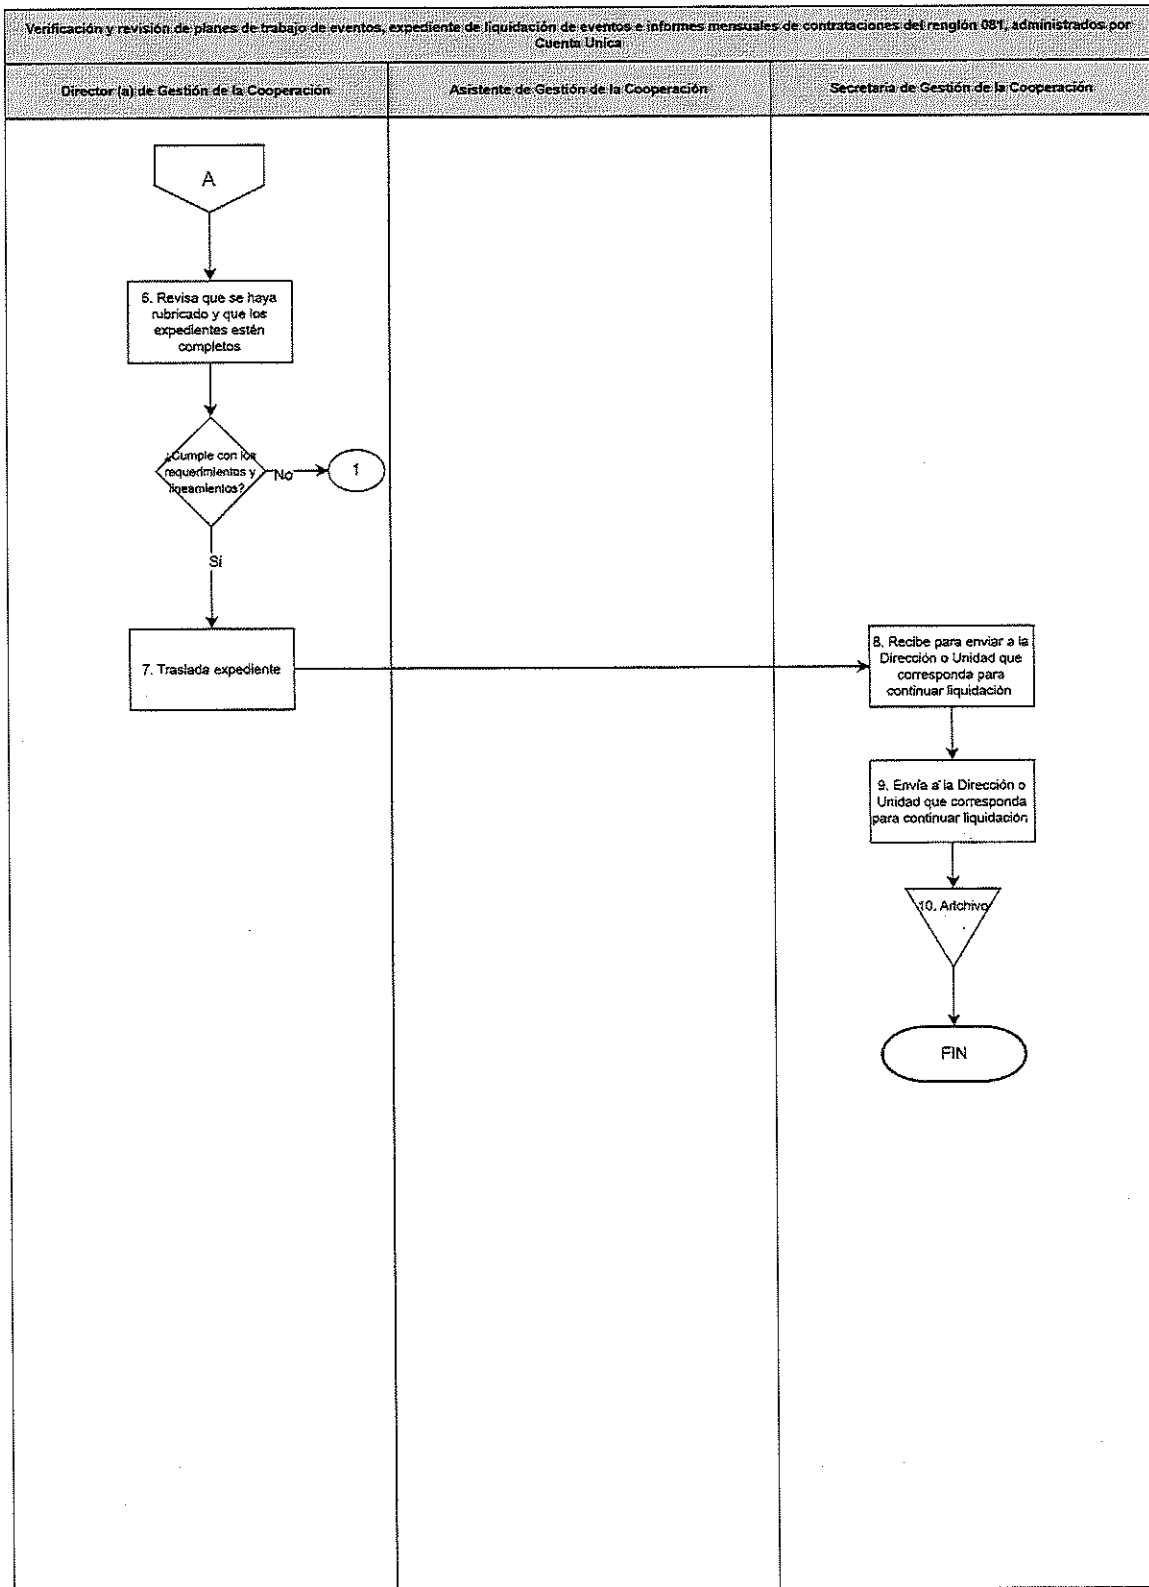 Verificación y revisión de planes de trabajo de eventos, expediente de liquidación de eventos e informes mensuales de contrataciones del renglón 081, administrados por
Cuenta Unica
Director (a) de Gestión de la Cooperación
Asistente de Gestión de la Cooperación
Secretaria de Gestión de la Cooperación
A
6. Revisa que se haya
rubricado y que los
expedientes estén
completos
¿Cumple con los
requerimientos y
lineamientos?
No
1
Sí
7. Traslada expediente
8. Recibe para enviar a la
Dirección o Unidad que
corresponda para
continuar liquidación
9. Envía a la Dirección o
Unidad que corresponda
para continuar liquidación
10. Artchivo
FIN